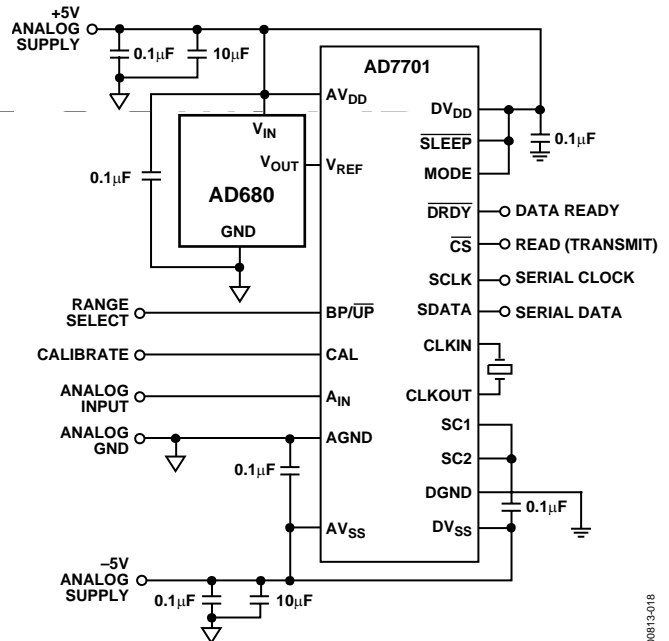 +5V
ANALOG
SUPPLY
0.1µF
10µF
AD7701
AVDD
DVDD
VIN
SLEEP
0.1µF
VOUT
VREF
MODE
0.1µF
AD680
DRDY
DATA READY
GND
CS
READ (TRANSMIT)
SCLK
SERIAL CLOCK
RANGE
SELECT
BP/UP
SDATA
SERIAL DATA
CALIBRATE
CAL
CLKIN
ANALOG
INPUT
AIN
CLKOUT
ANALOG
GND
AGND
SC1
0.1µF
SC2
DGND
0.1µF
AVSS
DVSS
–5V
ANALOG
SUPPLY
0.1µF
10µF
00813-018